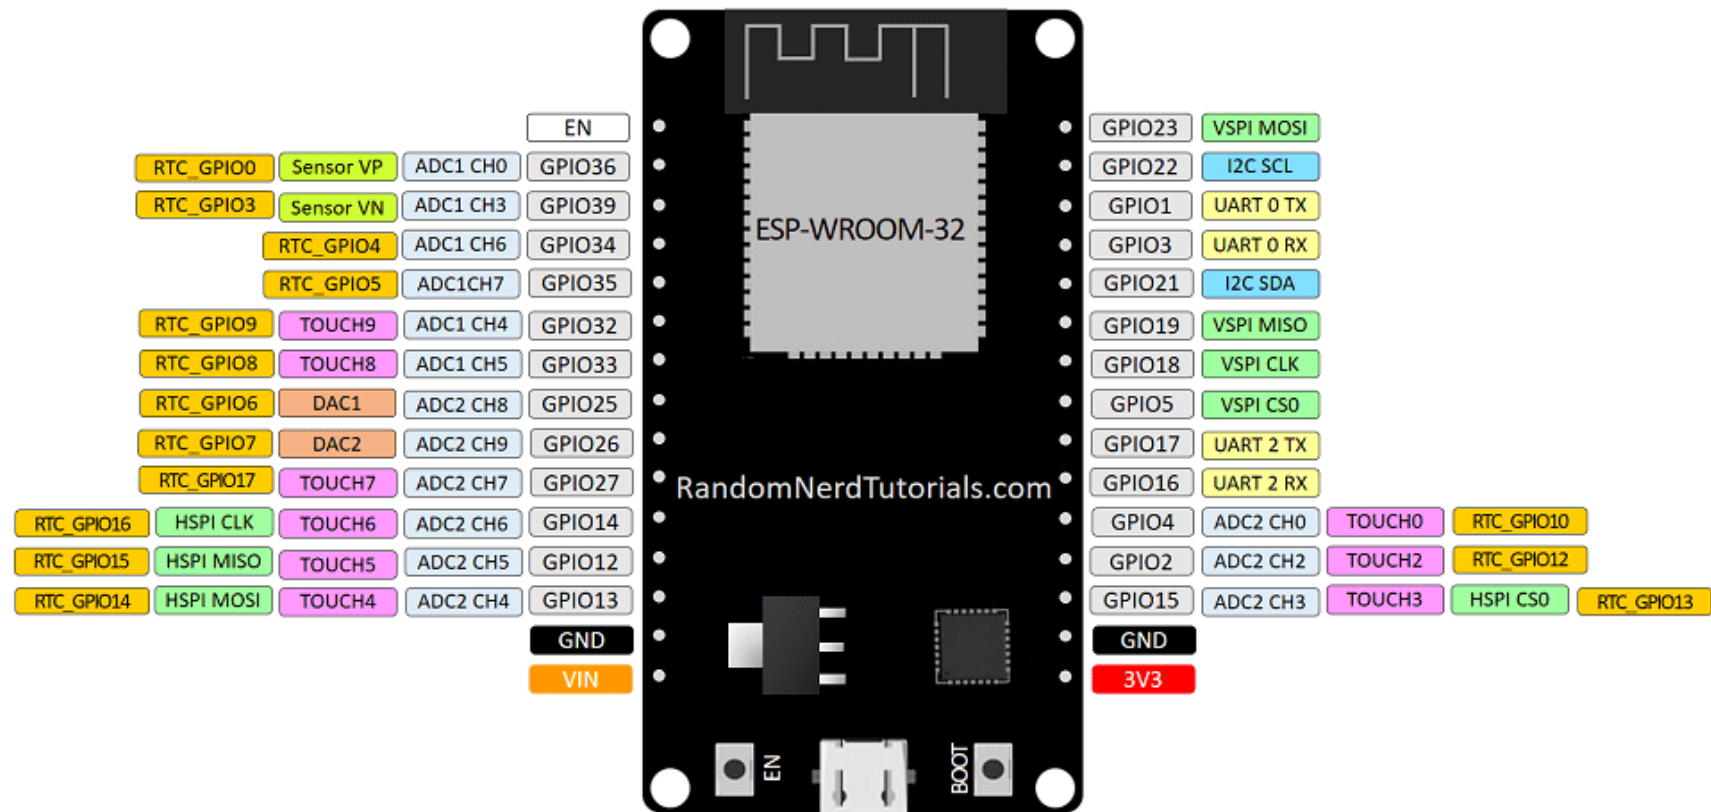 EN GPIO23 VSPI MOSI
RTC_GPIO0 Sensor VP ADC1 CH0 GPIO36 GPIO22 I2C SCL
RTC_GPIO3 Sensor VN ADC1 CH3 GPIO39 GPIO1 UART 0 TX
RTC_GPIO4 ADC1 CH6 GPIO34 ESP-WROOM-32 GPIO3 UART 0 RX
RTC_GPIO5 ADC1CH7 GPIO35 GPIO21 I2C SDA
RTC_GPIO9 TOUCH9 ADC1 CH4 GPIO32 GPIO19 VSPI MISO
RTC_GPIO8 TOUCH8 ADC1 CH5 GPIO33 GPIO18 VSPI CLK
RTC_GPIO6 DAC1 ADC2 CH8 GPIO25 GPIO5 VSPI CS0
RTC_GPIO7 DAC2 ADC2 CH9 GPIO26 GPIO17 UART 2 TX
RTC_GPIO17 TOUCH7 ADC2 CH7 GPIO27 RandomNerdTutorials.com GPIO16 UART 2 RX
RTC_GPIO16 HSPI CLK TOUCH6 ADC2 CH6 GPIO14 GPIO4 ADC2 CH0 TOUCH0 RTC_GPIO10
RTC_GPIO15 HSPI MISO TOUCH5 ADC2 CH5 GPIO12 GPIO2 ADC2 CH2 TOUCH2 RTC_GPIO12
RTC_GPIO14 HSPI MOSI TOUCH4 ADC2 CH4 GPIO13 GPIO15 ADC2 CH3 TOUCH3 HSPI CS0 RTC_GPIO13
GND GND
VIN 3V3
EN BOOT